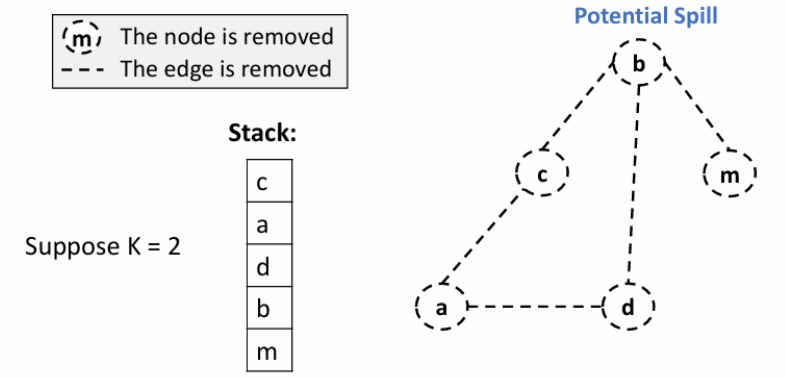 Potential Spill
m The node is removed
The edge is removed
b
Stack:
c
a
d
b
m
Suppose K = 2
c
m
a
d